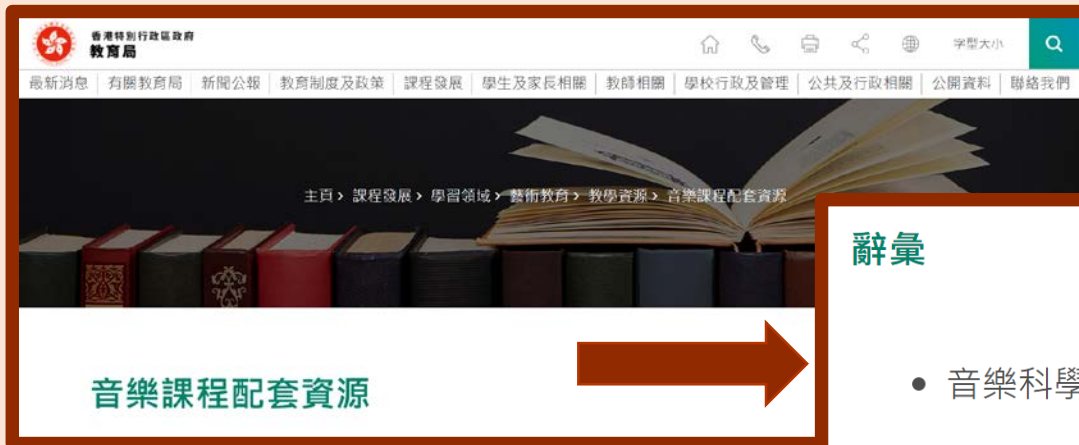 香港特別行政區政府
教育局
字型大小
最新消息 有關教育局 新聞公報 教育制度及政策 課程發展 學生及家長相關 教師相關 學校行政及管理 公共及行政相關 公開資料 聯絡我們
主頁 > 課程發展 > 學習領域 > 藝術教育 > 教學資源 > 音樂課程配套資源
音樂課程配套資源
辭彙
• 音樂科學